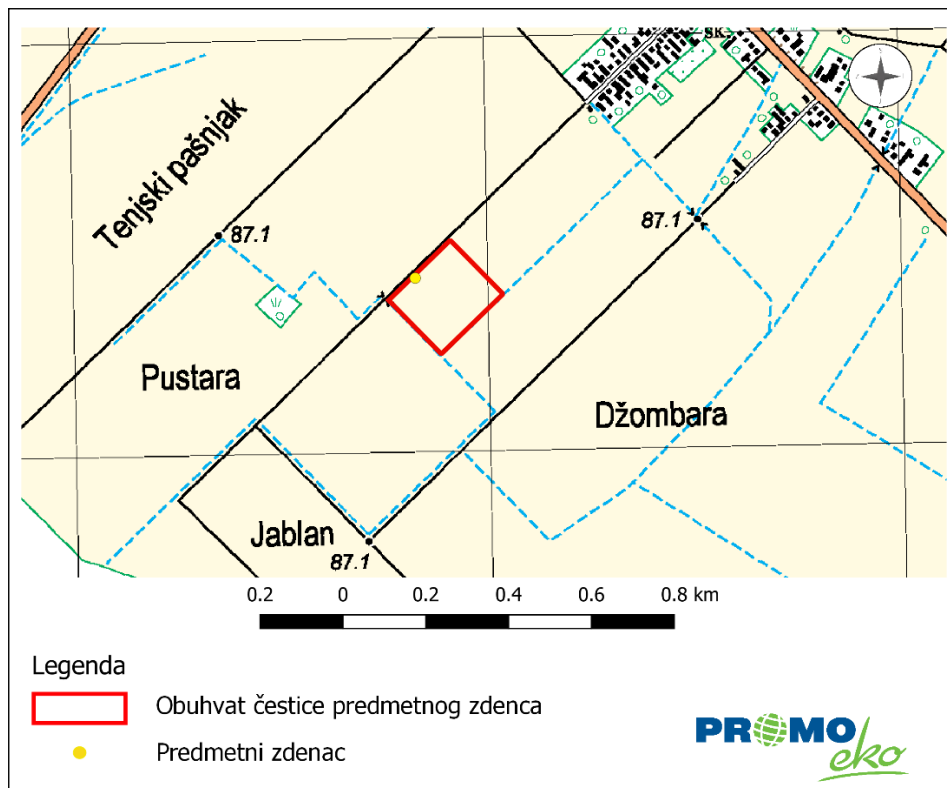 SK
Tenjski pašnjak
87.1
87.1
Pustara
Džombara
Jablan
87.1
0.2 0 0.2 0.4 0.6 0.8 km
Legenda
Obuhvat čestice predmetnog zdenca
Predmetni zdenac
PROMO
eko